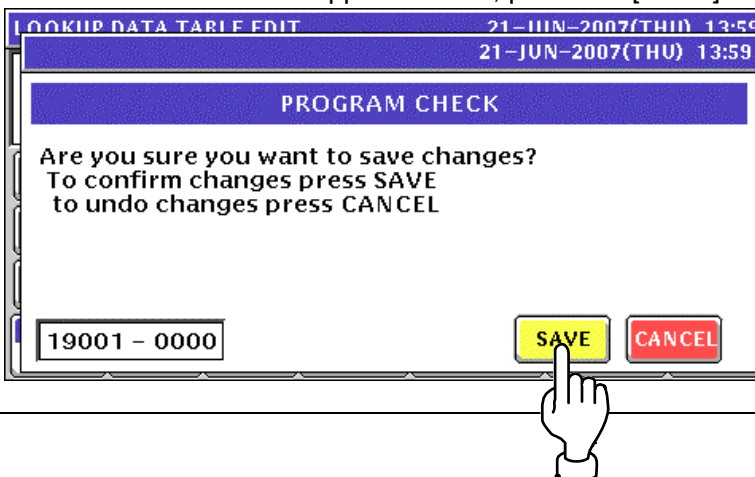 LOOKUP DATA TABLE EDIT 21-JUN-2007(THU) 13:59
21-JUN-2007(THU) 13:59
PROGRAM CHECK
Are you sure you want to save changes?
To confirm changes press SAVE
to undo changes press CANCEL
19001 - 0000 SAVE CANCEL